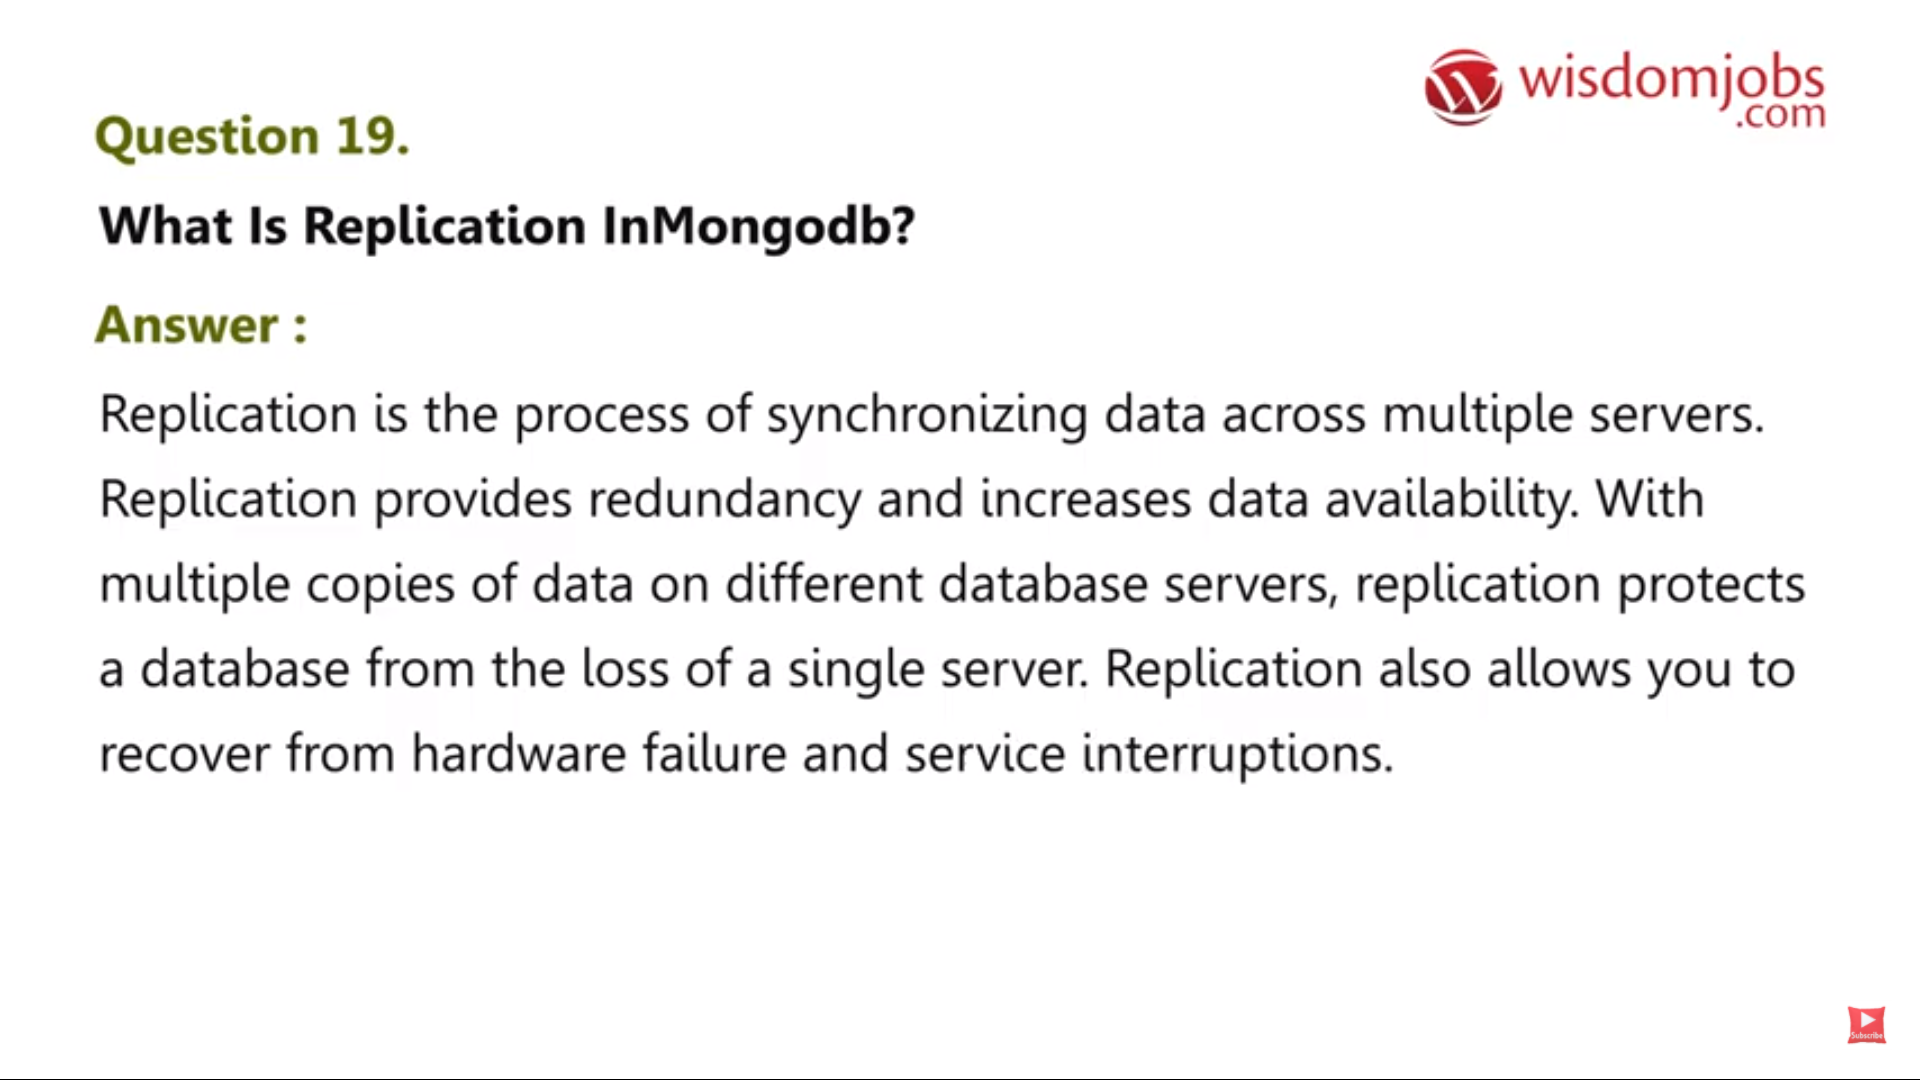 wisdomjobs
.com
Question 19.
What Is Replication InMongodb?
Answer :
Replication is the process of synchronizing data across multiple servers.
Replication provides redundancy and increases data availability. With
multiple copies of data on different database servers, replication protects
a database from the loss of a single server. Replication also allows you to
recover from hardware failure and service interruptions.
Subscribe